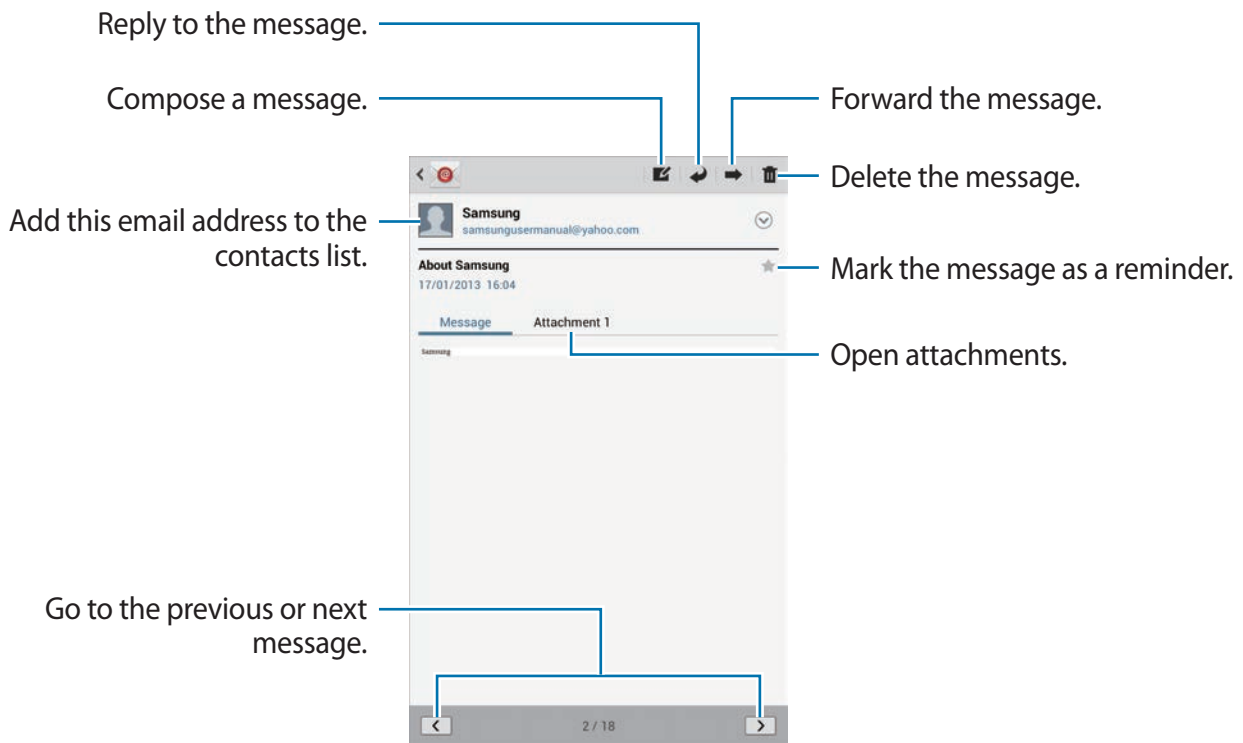 Reply to the message.
Compose a message.
Forward the message.
Delete the message.
Samsung
samsungusermanual@yahoo.com
Add this email address to the
contacts list.
About Samsung
17/01/2013 16:04
Mark the message as a reminder.
Message Attachment 1
Samsung
Open attachments.
Go to the previous or next
message.
2 / 18